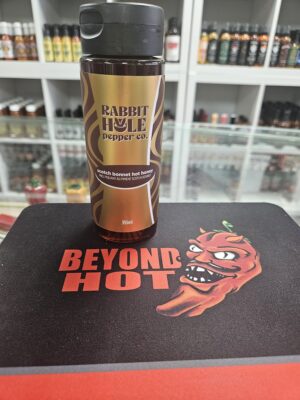 RABBIT
HOLE
pepper co.
scotch bonnet hot honey
BEYOND
HOT